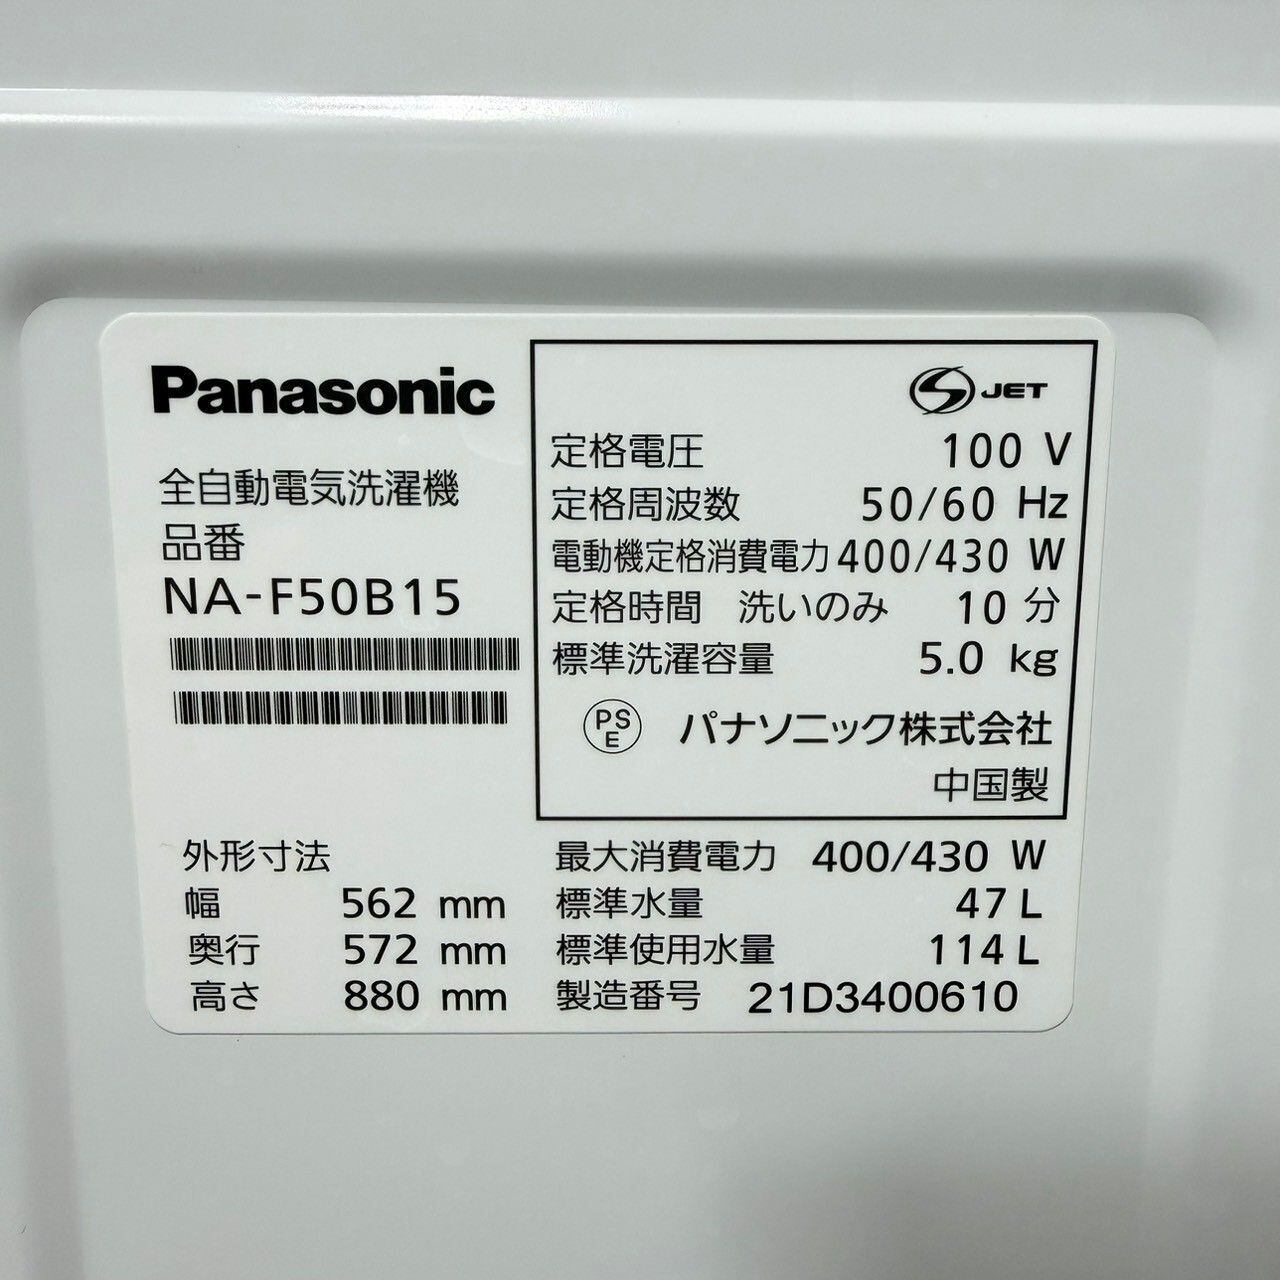 Panasonic
全自動電気洗濯機
品番
NA-F50B15
S JET
定格電圧 100 V
定格周波数 50/60 Hz
電動機定格消費電力 400/430 W
定格時間 洗いのみ 10 分
標準洗濯容量 5.0 kg
PSE パナソニック株式会社
中国製
外形寸法
幅 562 mm
奥行 572 mm
高さ 880 mm
最大消費電力 400/430 W
標準水量 47 L
標準使用水量 114 L
製造番号 21D3400610